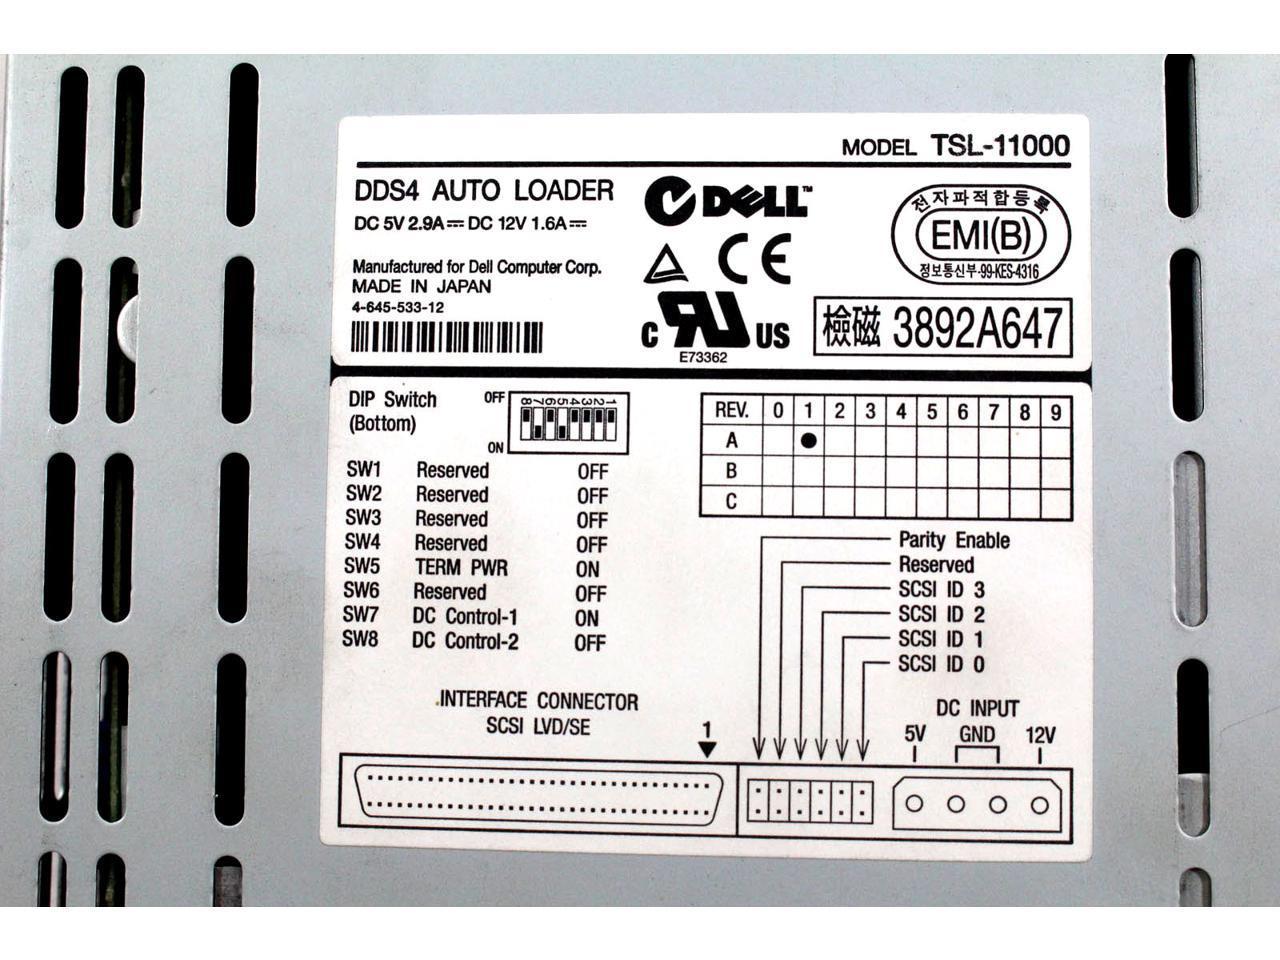 MODEL TSL-11000
DDS4 AUTO LOADER
DC 5V 2.9A⎓ DC 12V 1.6A⎓
Manufactured for Dell Computer Corp.
MADE IN JAPAN
4-645-533-12
DELL™
CE
C UR US
E73362
전자파적합등록
EMI(B)
정보통신부-99-KES-4316
檢磁 3892A647
DIP Switch
(Bottom)
OFF
ON
8 7 6 5 4 3 2 1
SW1 Reserved OFF
SW2 Reserved OFF
SW3 Reserved OFF
SW4 Reserved OFF
SW5 TERM PWR ON
SW6 Reserved OFF
SW7 DC Control-1 ON
SW8 DC Control-2 OFF
REV. 0 1 2 3 4 5 6 7 8 9
A ●
B
C
Parity Enable
Reserved
SCSI ID 3
SCSI ID 2
SCSI ID 1
SCSI ID 0
INTERFACE CONNECTOR
SCSI LVD/SE
1
DC INPUT
5V GND 12V